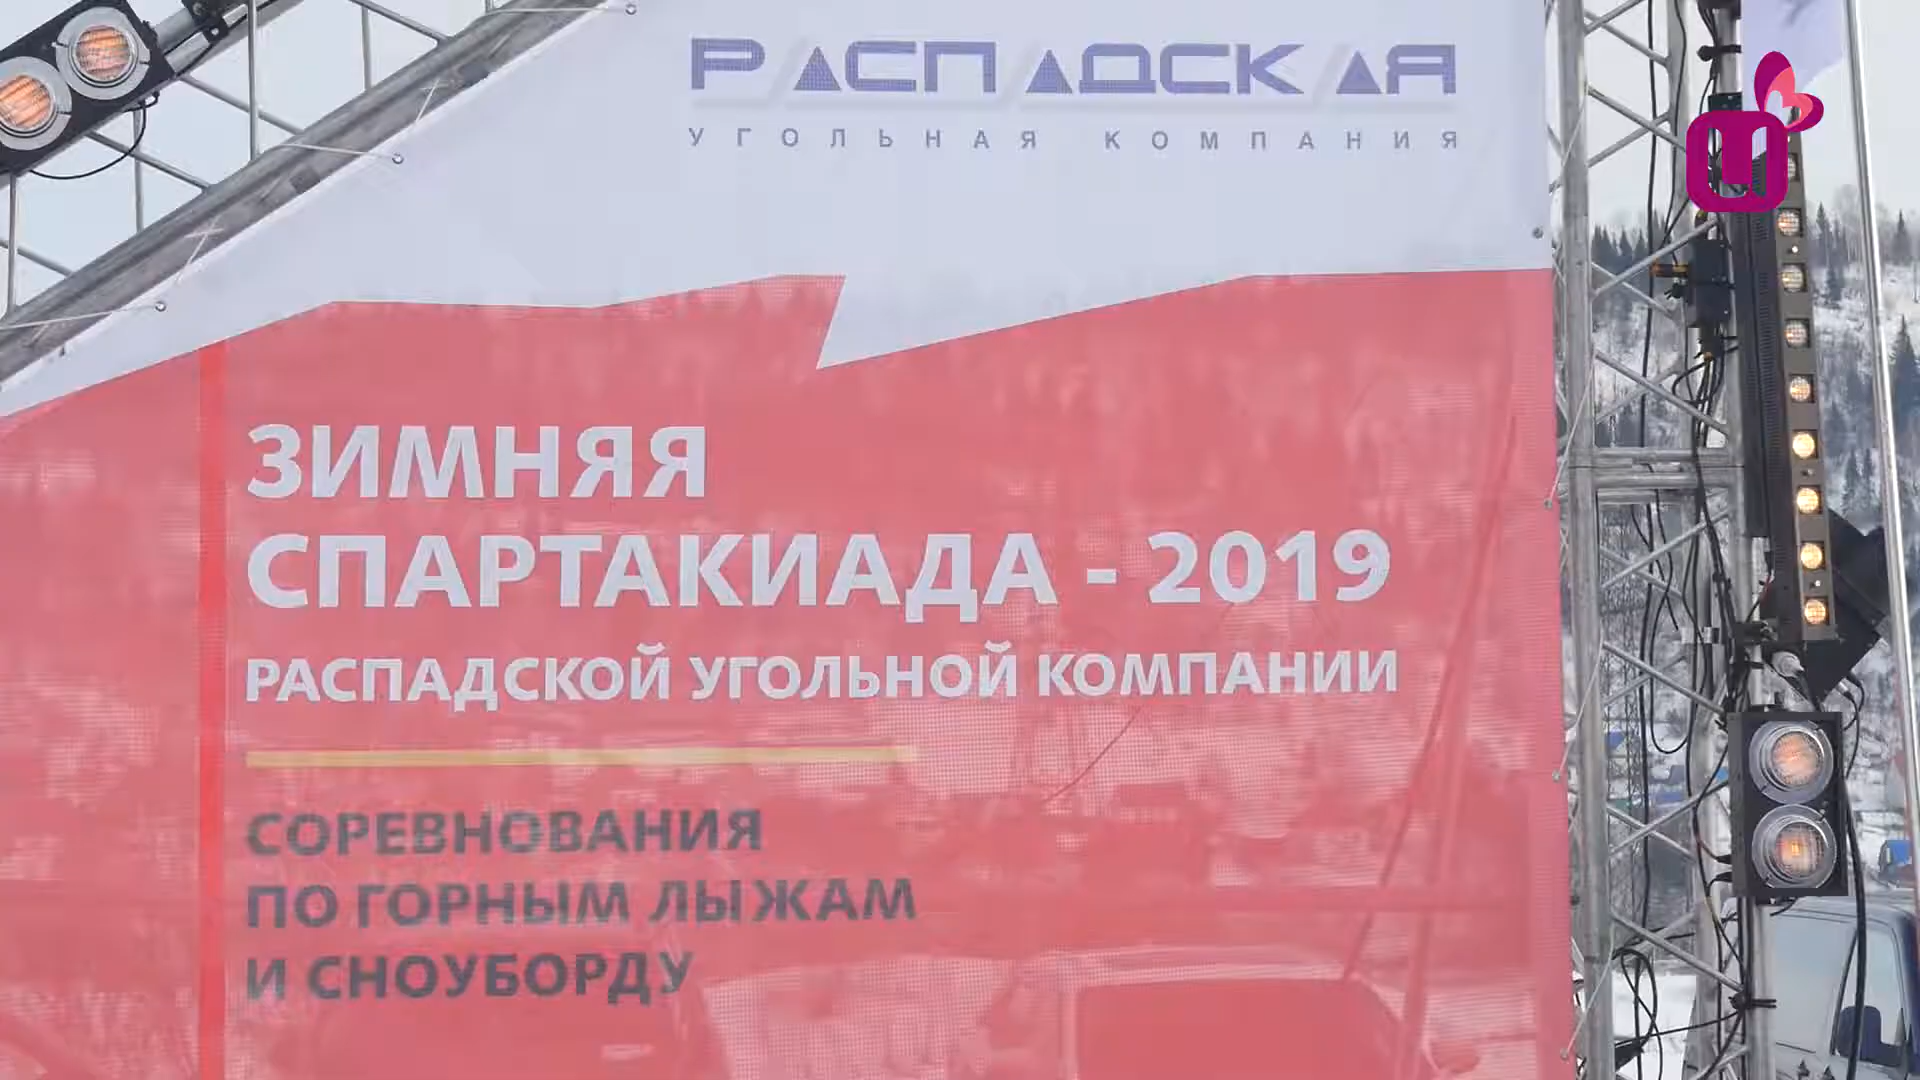 РАСПАДСКАЯ
УГОЛЬНАЯ КОМПАНИЯ
ЗИМНЯЯ
СПАРТАКИАДА - 2019
РАСПАДСКОЙ УГОЛЬНОЙ КОМПАНИИ
СОРЕВНОВАНИЯ
ПО ГОРНЫМ ЛЫЖАМ
И СНОУБОРДУ